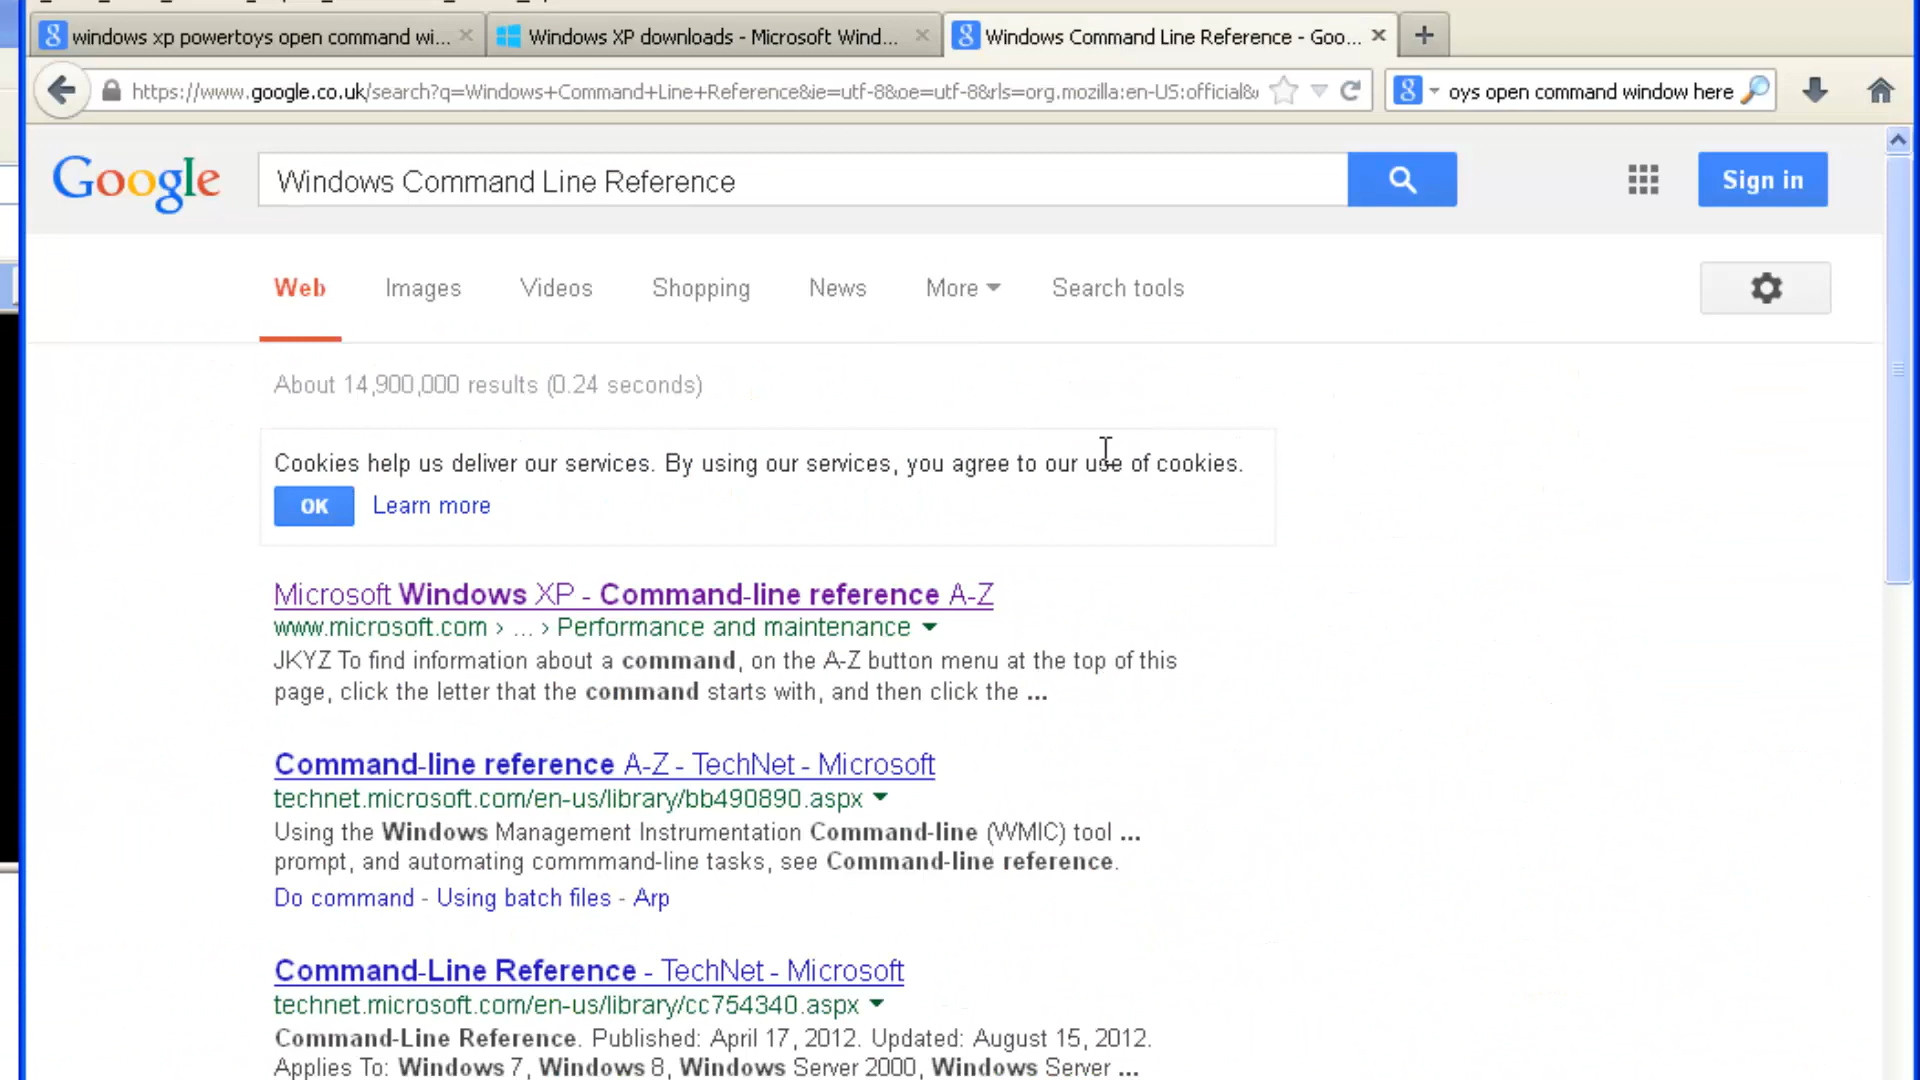 windows xp powertoys open command wi...
Windows XP downloads - Microsoft Wind...
Windows Command Line Reference - Goo...
https://www.google.co.uk/search?q=Windows+Command+Line+Reference&ie=utf-8&oe=utf-8&rls=org.mozilla:en-US:official&
oys open command window here
Google
Windows Command Line Reference
Sign in
Web
Images
Videos
Shopping
News
More
Search tools
About 14,900,000 results (0.24 seconds)
Cookies help us deliver our services. By using our services, you agree to our use of cookies.
OK
Learn more
Microsoft Windows XP - Command-line reference A-Z
www.microsoft.com › ... › Performance and maintenance
JKYZ To find information about a command, on the A-Z button menu at the top of this
page, click the letter that the command starts with, and then click the ...
Command-line reference A-Z - TechNet - Microsoft
technet.microsoft.com/en-us/library/bb490890.aspx
Using the Windows Management Instrumentation Command-line (WMIC) tool ...
prompt, and automating commmand-line tasks, see Command-line reference.
Do command - Using batch files - Arp
Command-Line Reference - TechNet - Microsoft
technet.microsoft.com/en-us/library/cc754340.aspx
Command-Line Reference. Published: April 17, 2012. Updated: August 15, 2012.
Applies To: Windows 7, Windows 8, Windows Server 2000, Windows Server ...